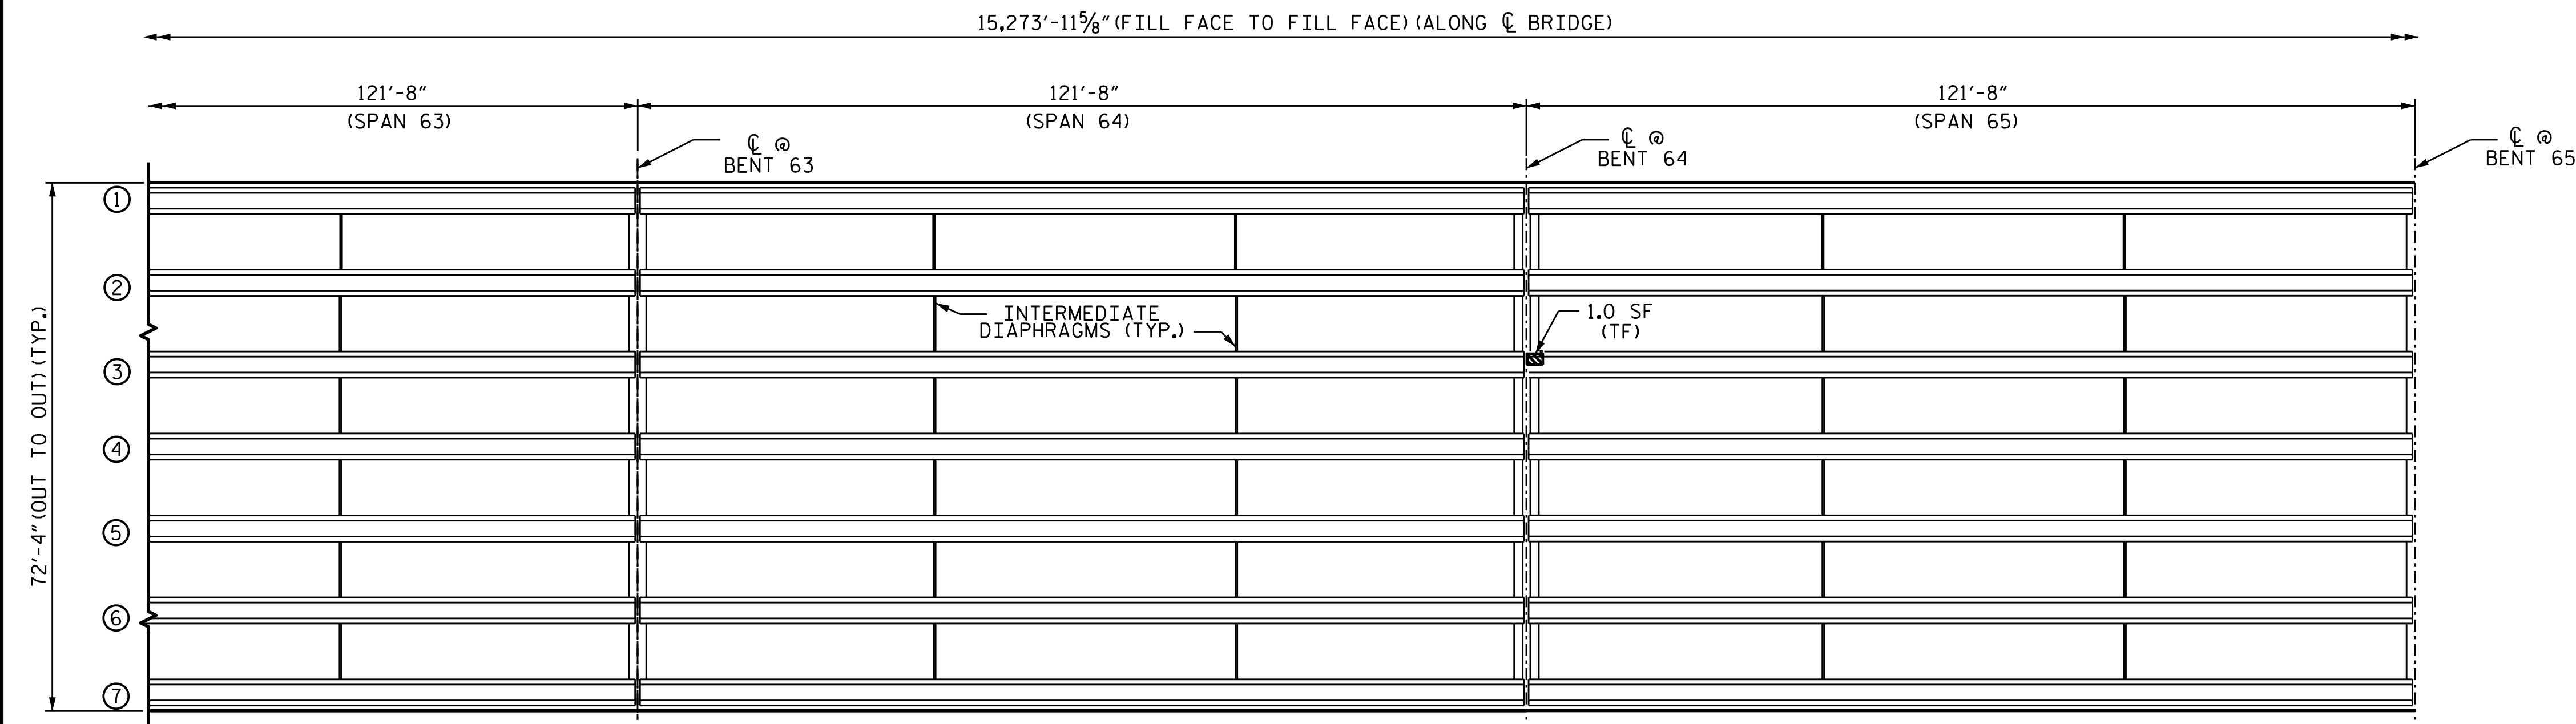 15,273'-11 5/8" (FILL FACE TO FILL FACE) (ALONG ℄ BRIDGE)
121'-8"
(SPAN 63)
121'-8"
(SPAN 64)
121'-8"
(SPAN 65)
℄ @
BENT 63
℄ @
BENT 64
℄ @
BENT 65
72'-4" (OUT TO OUT) (TYP.)
1
2
3
4
5
6
7
INTERMEDIATE
DIAPHRAGMS (TYP.)
1.0 SF
(TF)